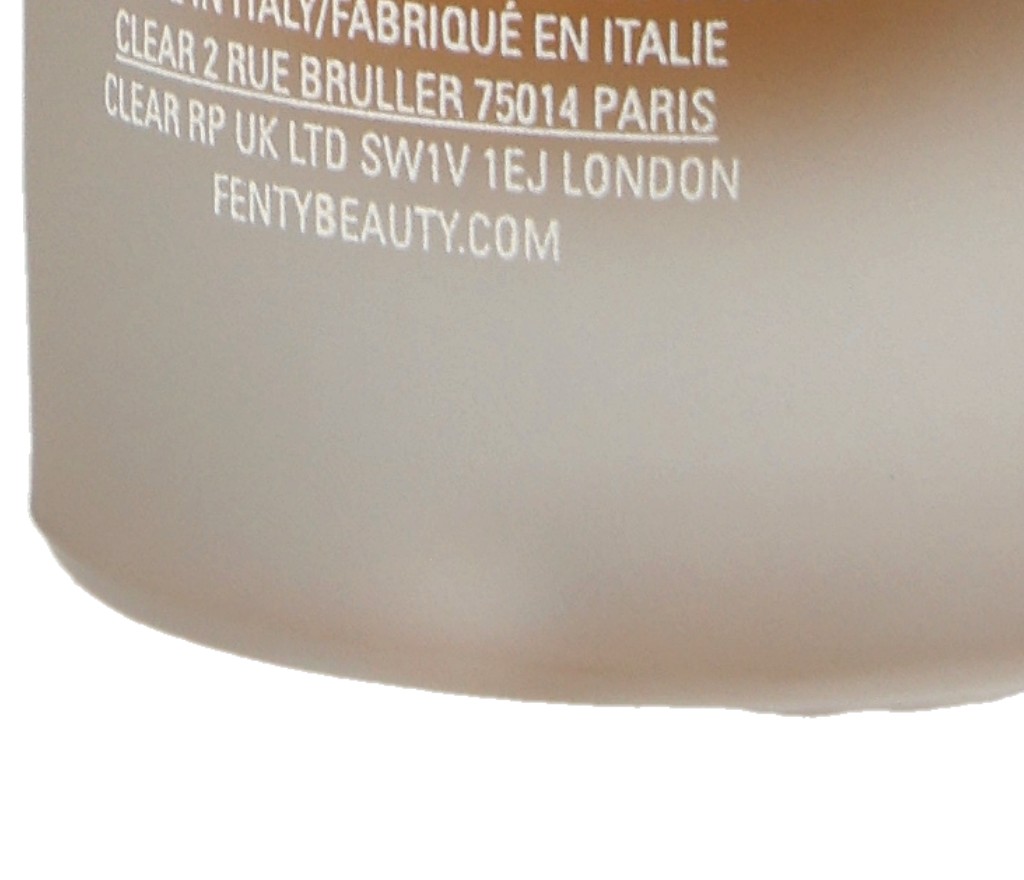 IN ITALY/FABRIQUÉ EN ITALIE
CLEAR 2 RUE BRULLER 75014 PARIS
CLEAR RP UK LTD SW1V 1EJ LONDON
FENTYBEAUTY.COM